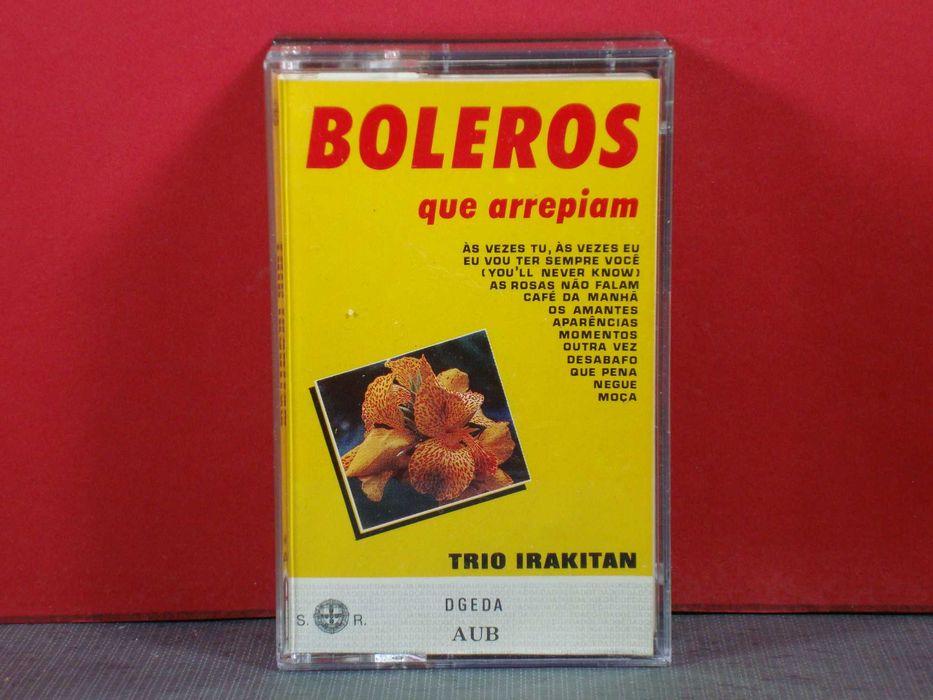 BOLEROS
que arrepiam
ÀS VEZES TU, ÀS VEZES EU
EU VOU TER SEMPRE VOCÊ
(YOU'LL NEVER KNOW)
AS ROSAS NÃO FALAM
CAFÉ DA MANHÃ
OS AMANTES
APARÊNCIAS
MOMENTOS
OUTRA VEZ
DESABAFO
QUE PENA
NEGUE
MOÇA
TRIO IRAKITAN
S. R.
DGEDA
AUB